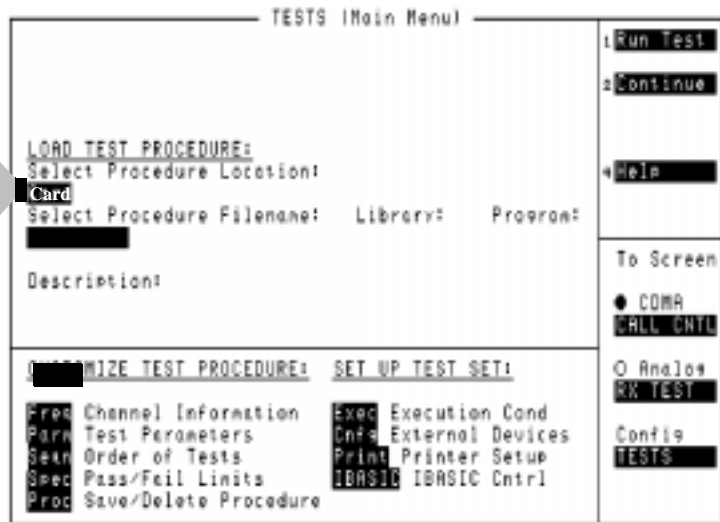 TESTS (Main Menu)
1 Run Test
2 Continue
LOAD TEST PROCEDURE:
Select Procedure Location:
Card
4 Help
Select Procedure Filename: Library: Program:
Description:
To Screen
CDMA
CALL CNTL
Analog
RX TEST
Config
TESTS
MIZE TEST PROCEDURE: SET UP TEST SET:
Freq Channel Information Exec Execution Cond
Parm Test Parameters Cnfg External Devices
Seqn Order of Tests Print Printer Setup
Spec Pass/Fail Limits IBASIC IBASIC Cntrl
Proc Save/Delete Procedure